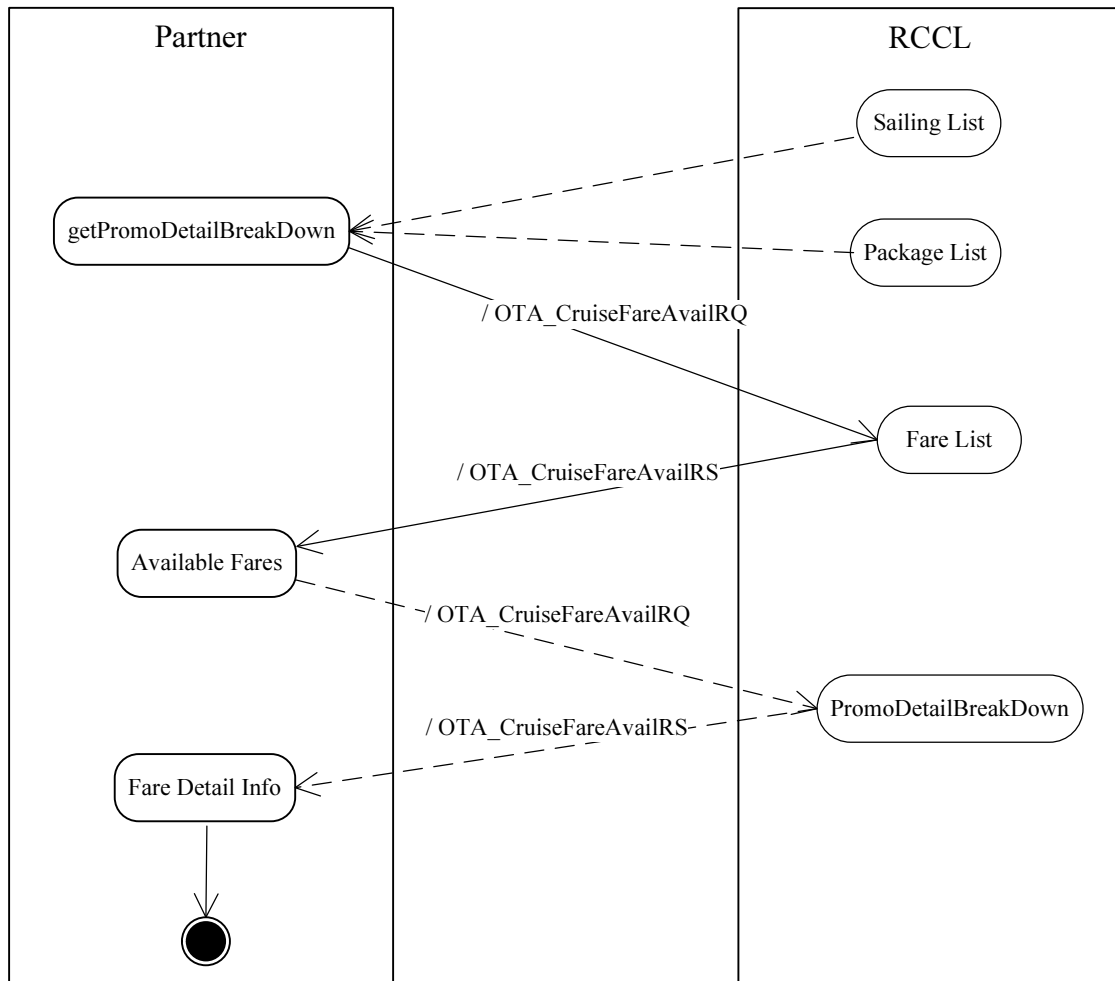 Partner
RCCL
Sailing List
getPromoDetailBreakDown
Package List
/ OTA_CruiseFareAvailRQ
Fare List
/ OTA_CruiseFareAvailRS
Available Fares
/ OTA_CruiseFareAvailRQ
PromoDetailBreakDown
/ OTA_CruiseFareAvailRS
Fare Detail Info